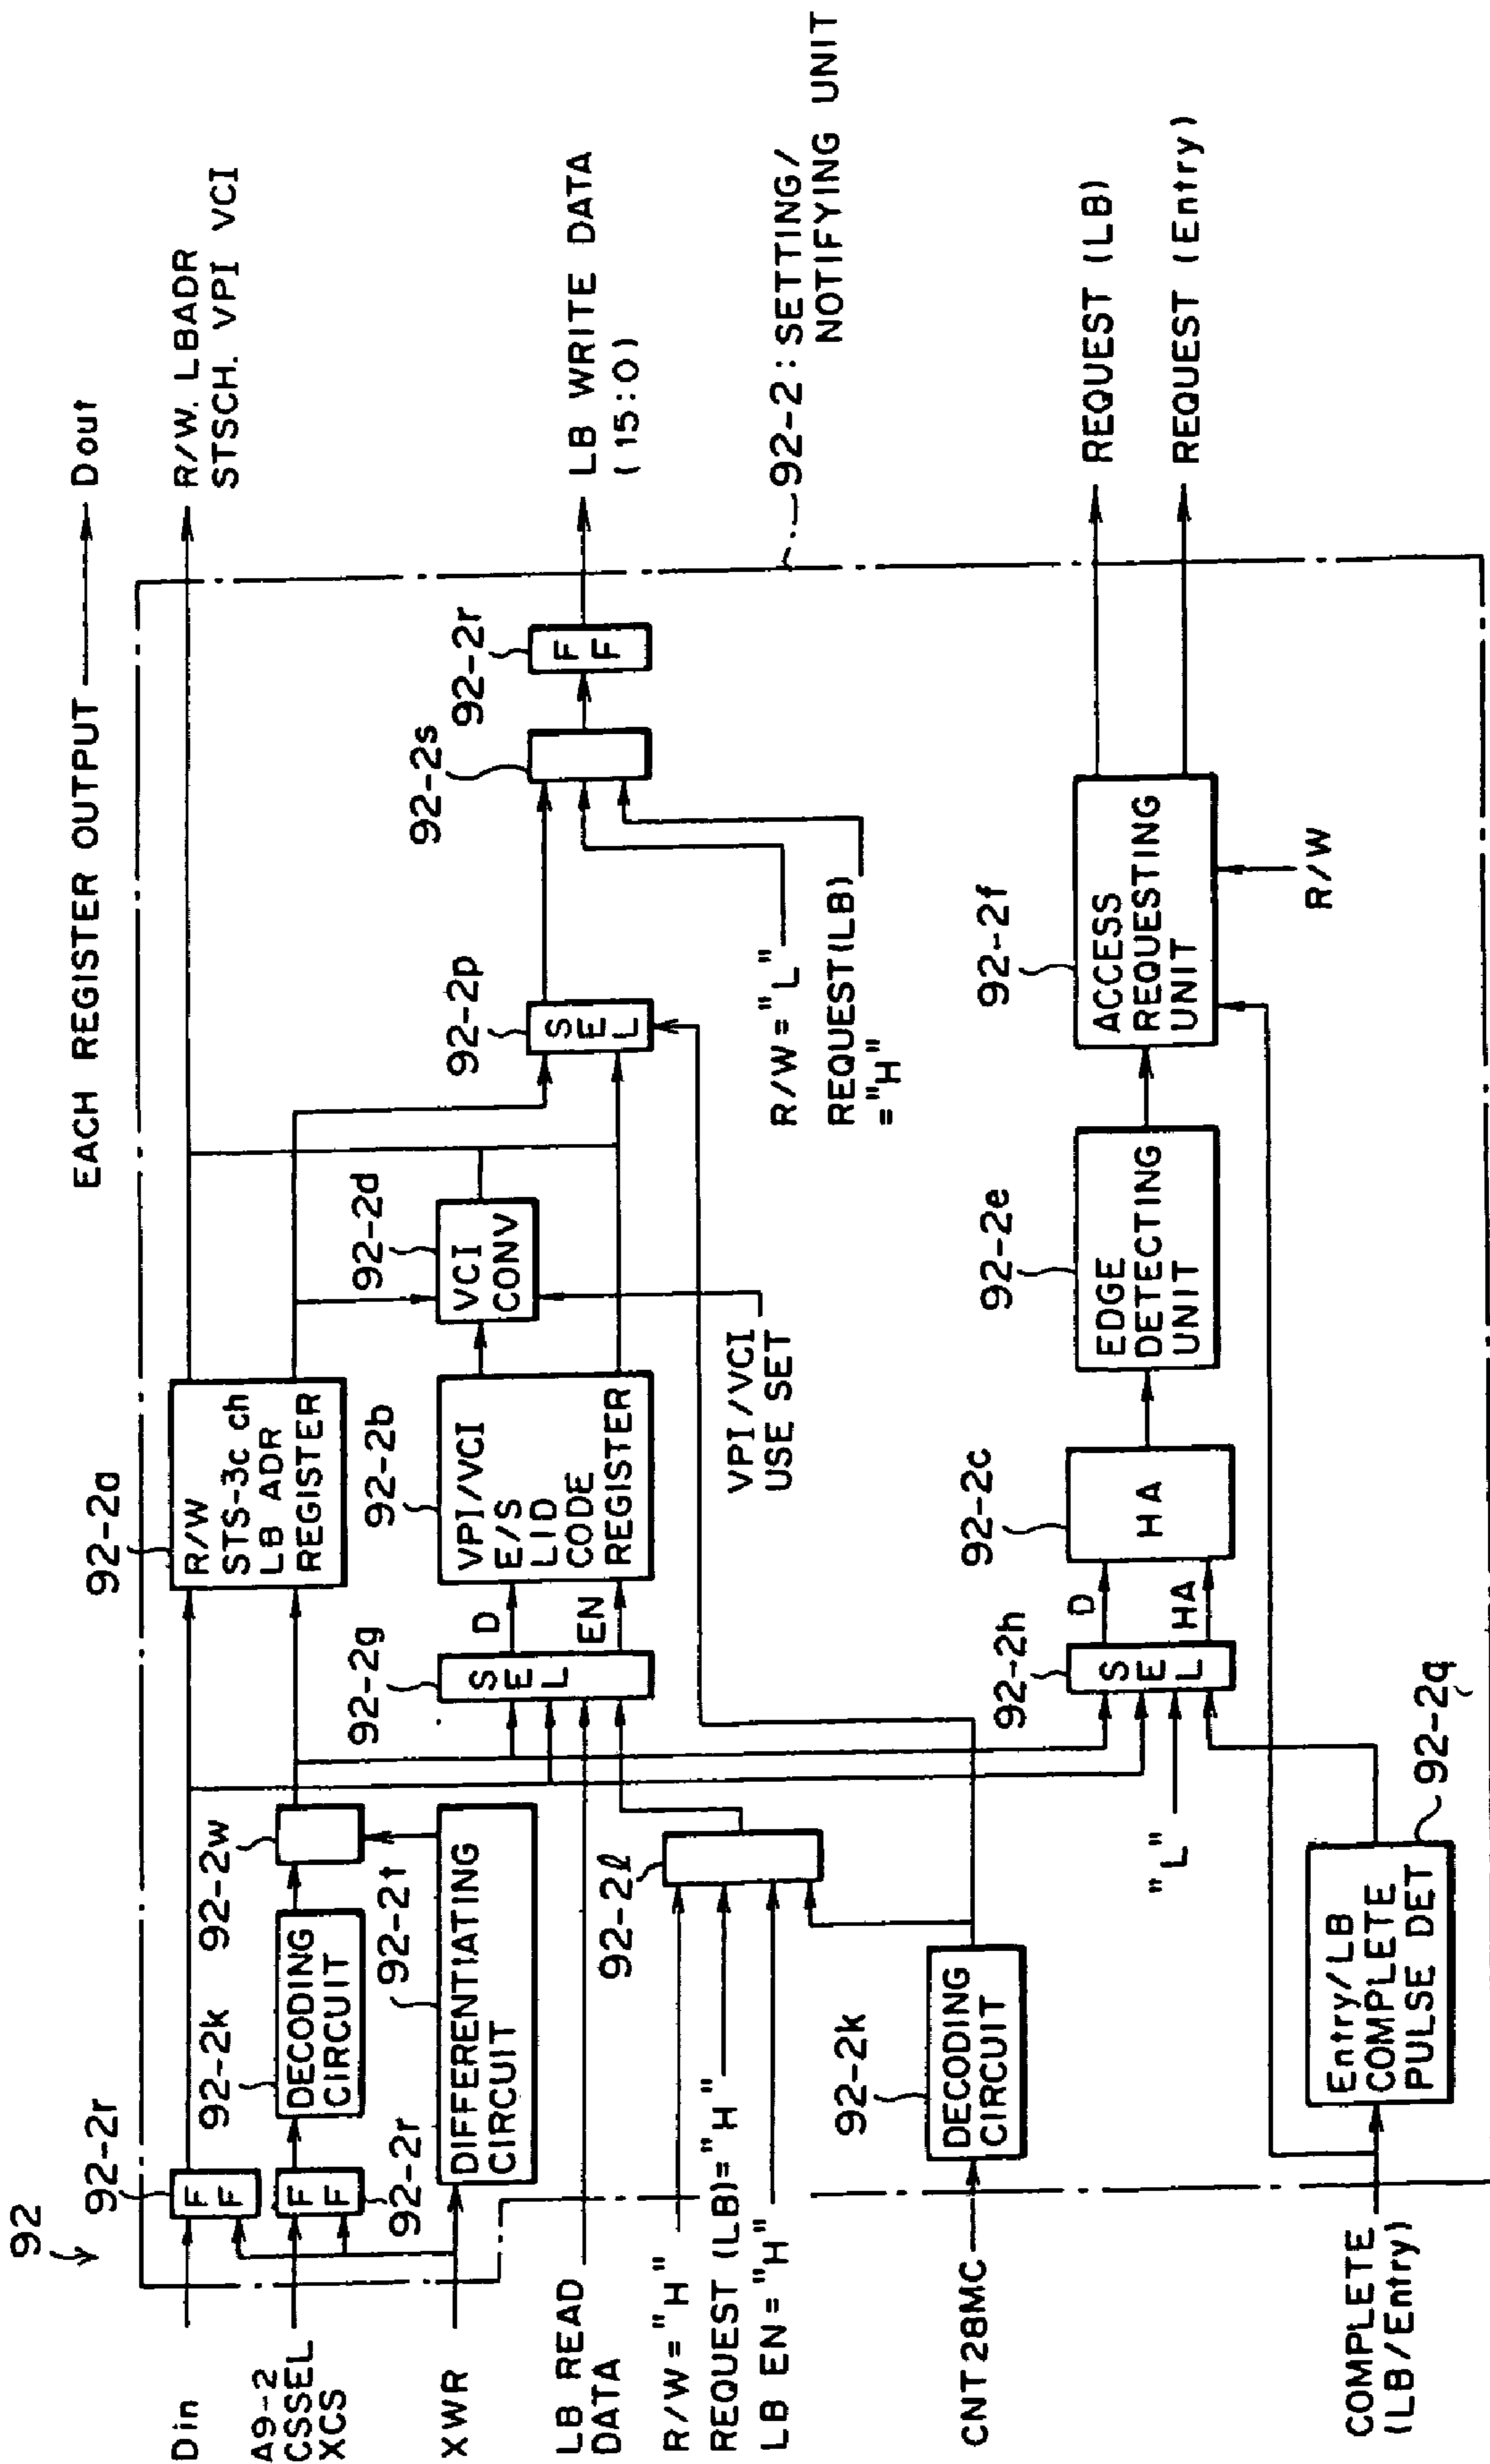 EACH REGISTER OUTPUT
Dout
R/W. LBADR
STSCH. VPI VCI
92
92-2r
92-2a
Din
F
F
R/W
STS-3c ch
LB ADR
REGISTER
92-2k
92-2w
A9-2
CSSEL
XCS
F
F
DECODING
CIRCUIT
92-2r
92-2t
XWR
DIFFERENTIATING
CIRCUIT
92-2g
92-2b
92-2d
S
E
L
D
EN
VPI/VCI
E/S
LID
CODE
REGISTER
VCI
CONV
92-2p
S
E
L
92-2s
92-2r
F
F
LB WRITE DATA
(15:0)
LB READ
DATA
92-2ℓ
R/W="H"
REQUEST (LB)="H"
LB EN="H"
VPI/VCI
USE SET
R/W="L"
REQUEST(LB)
="H"
92-2: SETTING/
NOTIFYING UNIT
92-2k
CNT28MC
DECODING
CIRCUIT
92-2h
92-2c
92-2e
92-2f
S
E
L
D
HA
HA
EDGE
DETECTING
UNIT
ACCESS
REQUESTING
UNIT
REQUEST (LB)
REQUEST (Entry)
"L"
R/W
COMPLETE
(LB/Entry)
Entry/LB
COMPLETE
PULSE DET
92-2q